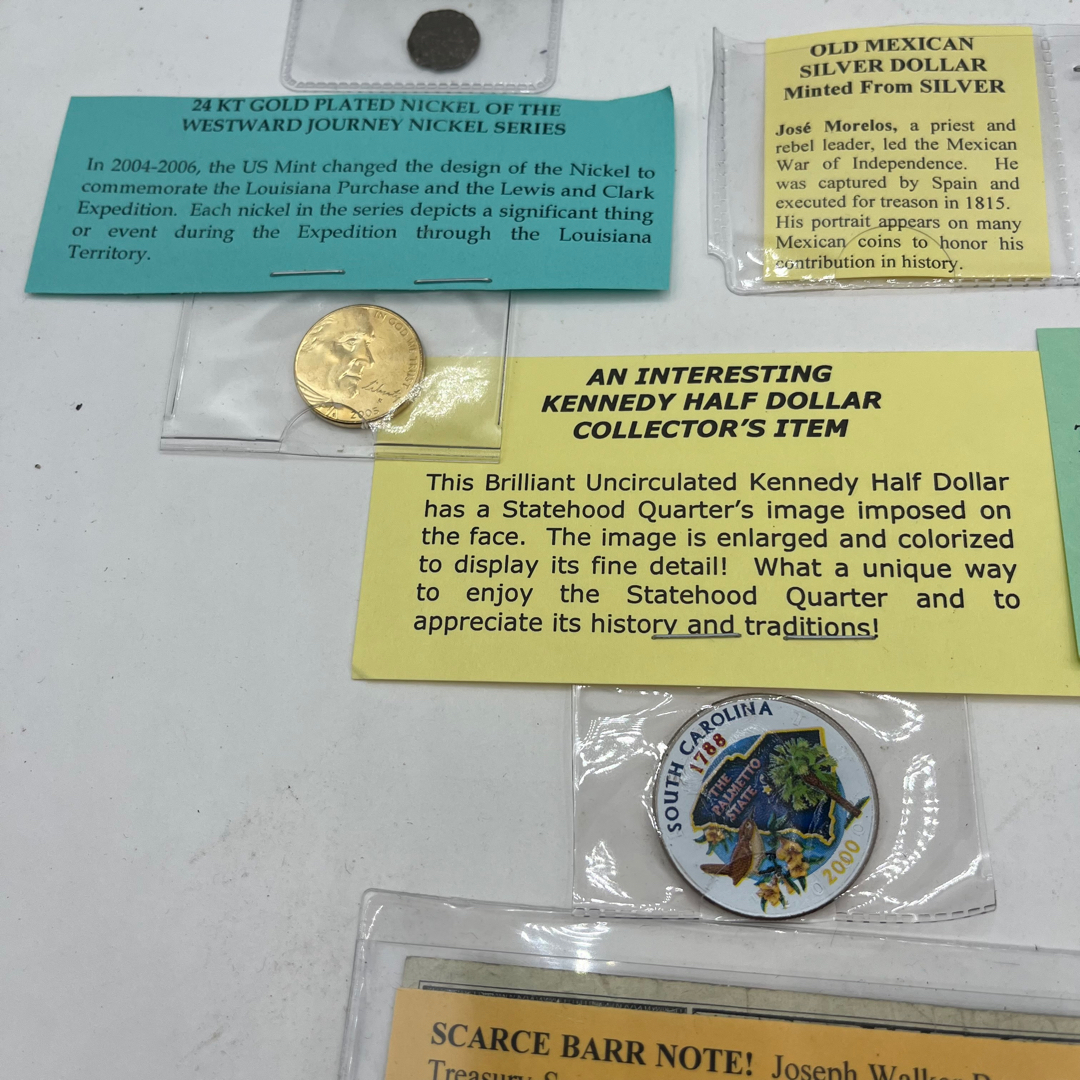 24 KT GOLD PLATED NICKEL OF THE
WESTWARD JOURNEY NICKEL SERIES
In 2004-2006, the US Mint changed the design of the Nickel to
commemorate the Louisiana Purchase and the Lewis and Clark
Expedition. Each nickel in the series depicts a significant thing
or event during the Expedition through the Louisiana
Territory.
OLD MEXICAN
SILVER DOLLAR
Minted From SILVER
José Morelos, a priest and
rebel leader, led the Mexican
War of Independence. He
was captured by Spain and
executed for treason in 1815.
His portrait appears on many
Mexican coins to honor his
contribution in history.
IN GOD WE TRUST
Liberty
2005
AN INTERESTING
KENNEDY HALF DOLLAR
COLLECTOR'S ITEM
This Brilliant Uncirculated Kennedy Half Dollar
has a Statehood Quarter's image imposed on
the face. The image is enlarged and colorized
to display its fine detail! What a unique way
to enjoy the Statehood Quarter and to
appreciate its history and traditions!
SOUTH CAROLINA
1788
THE
PALMETTO
STATE
2000
SCARCE BARR NOTE! Joseph Walker
Treasury